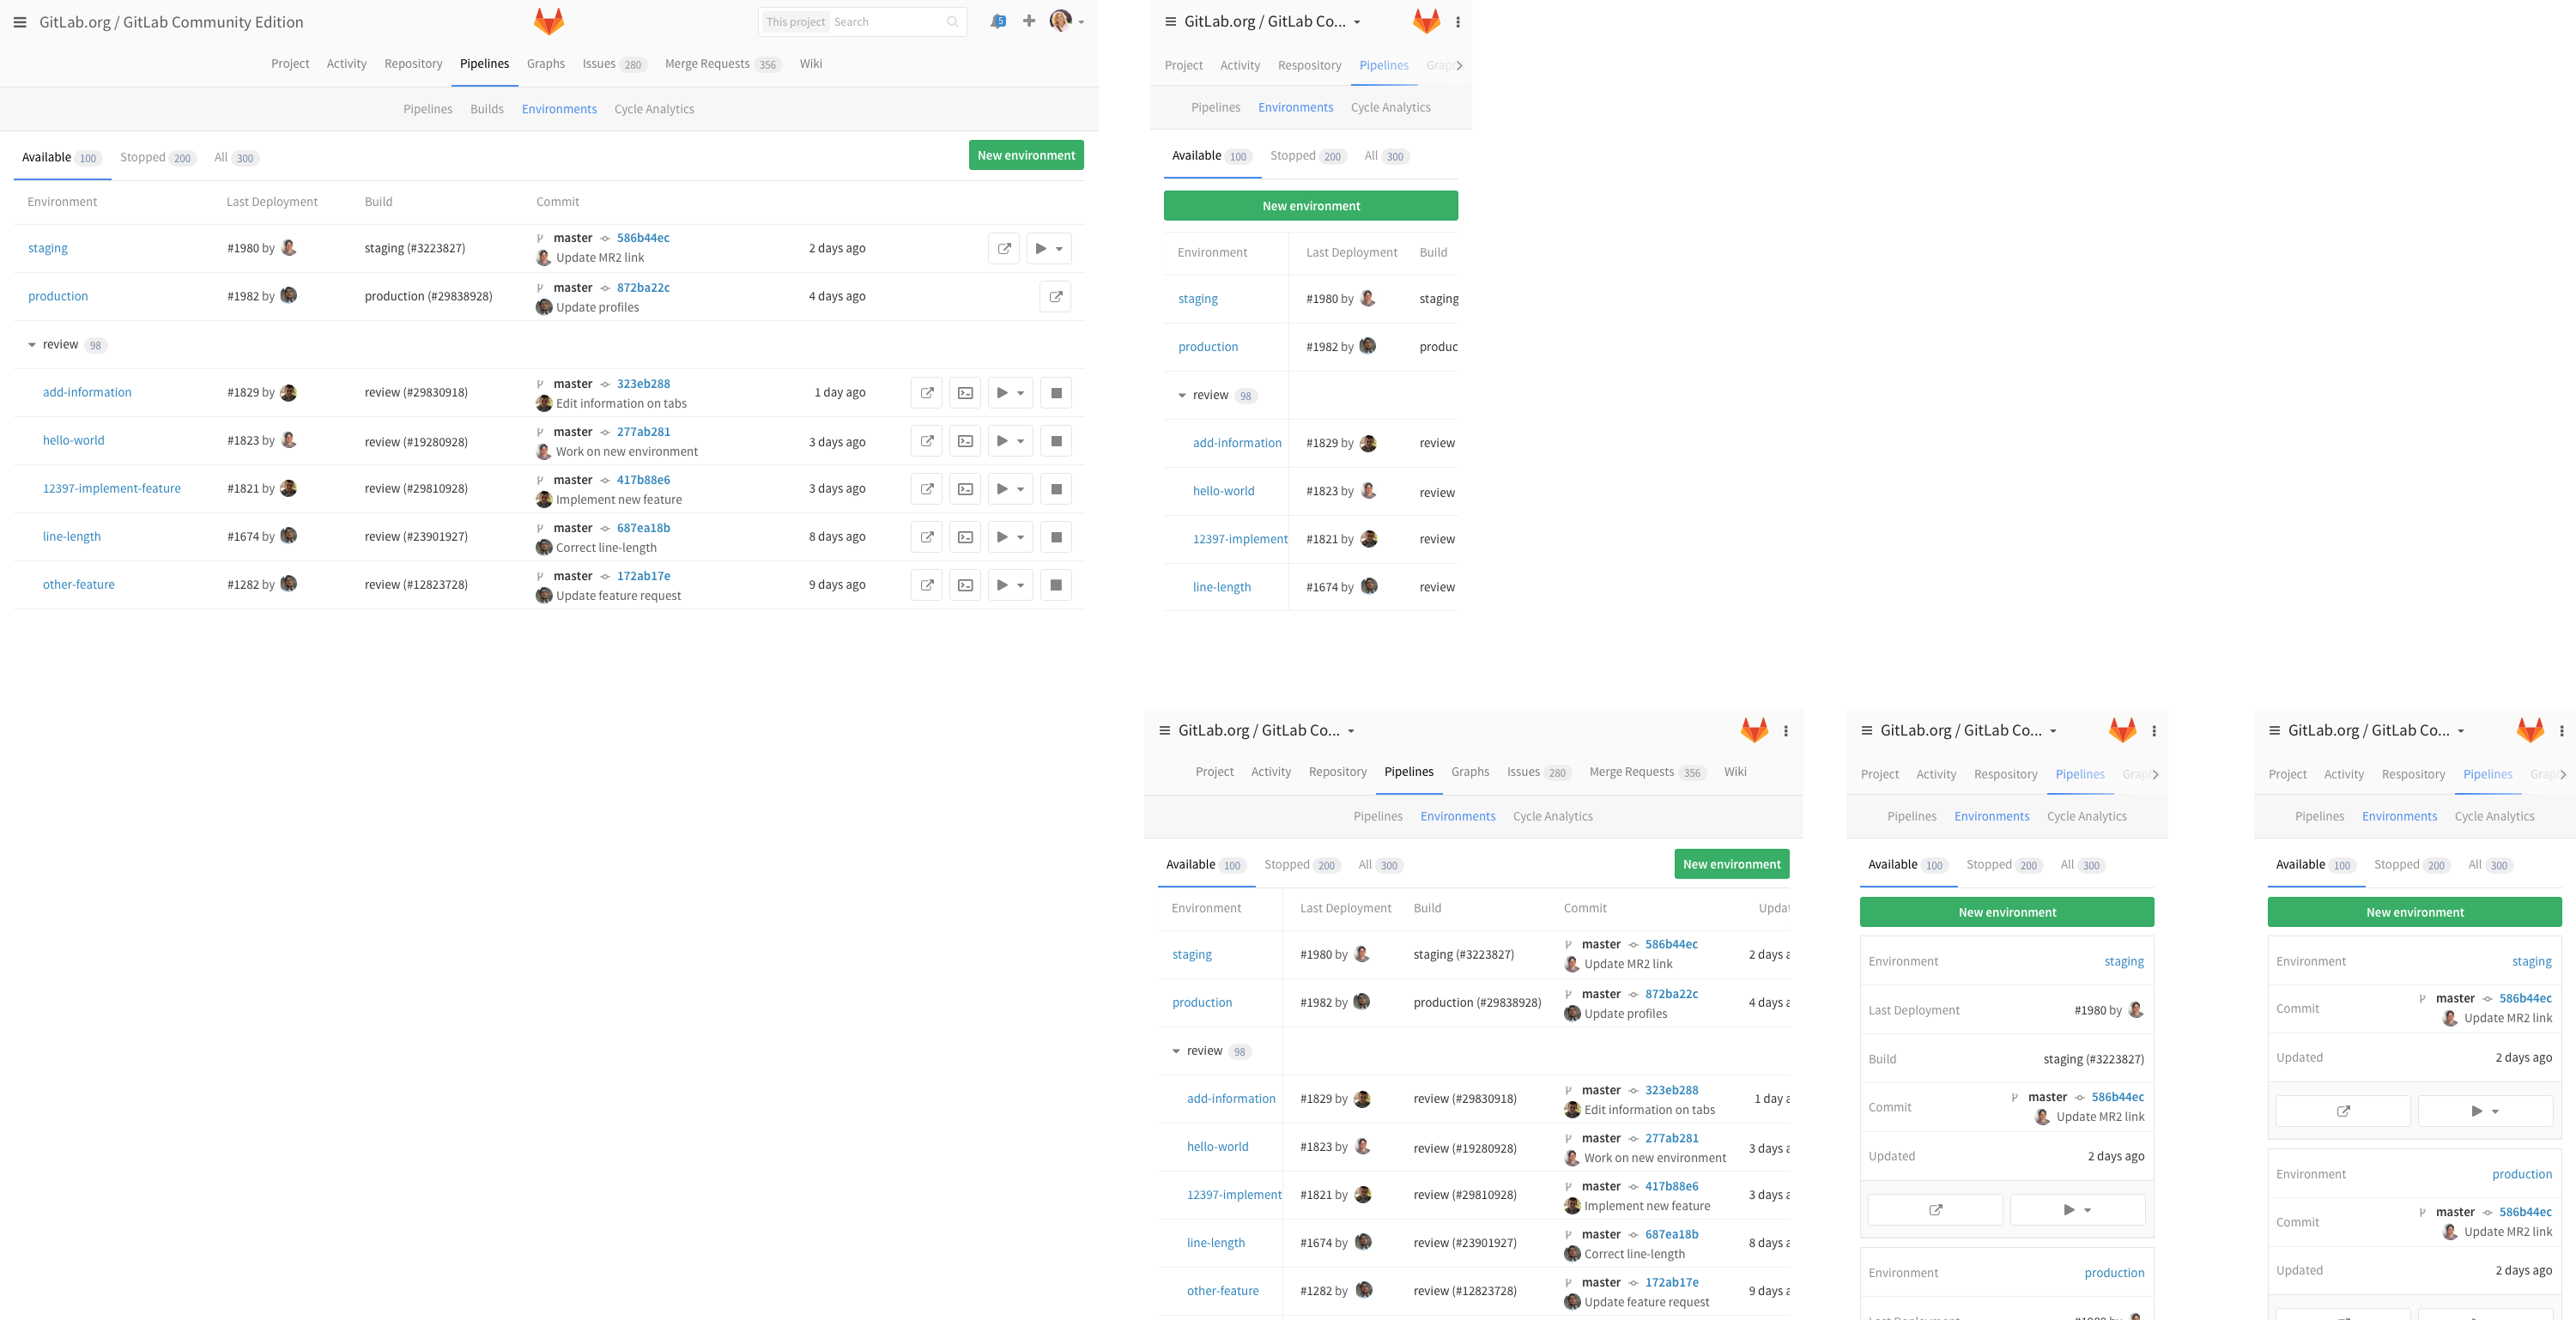 GitLab.org / GitLab Community Edition This project Search 5
Project Activity Repository Pipelines Graphs Issues 280 Merge Requests 356 Wiki
Pipelines Builds Environments Cycle Analytics
Available 100 Stopped 200 All 300 New environment
Environment Last Deployment Build Commit
staging #1980 by staging (#3223827) master 586b44ec 2 days ago
Update MR2 link
production #1982 by production (#29838928) master 872ba22c 4 days ago
Update profiles
review 98
add-information #1829 by review (#29830918) master 323eb288 1 day ago
Edit information on tabs
hello-world #1823 by review (#19280928) master 277ab281 3 days ago
Work on new environment
12397-implement-feature #1821 by review (#29810928) master 417b88e6 3 days ago
Implement new feature
line-length #1674 by review (#23901927) master 687ea18b 8 days ago
Correct line-length
other-feature #1282 by review (#12823728) master 172ab17e 9 days ago
Update feature request
GitLab.org / GitLab Co...
Project Activity Respository Pipelines Graph
Pipelines Environments Cycle Analytics
Available 100 Stopped 200 All 300
New environment
Environment Last Deployment Build
staging #1980 by staging
production #1982 by produc
review 98
add-information #1829 by review
hello-world #1823 by review
12397-implement #1821 by review
line-length #1674 by review
GitLab.org / GitLab Co...
Project Activity Repository Pipelines Graphs Issues 280 Merge Requests 356 Wiki
Pipelines Environments Cycle Analytics
Available 100 Stopped 200 All 300 New environment
Environment Last Deployment Build Commit Updat
staging #1980 by staging (#3223827) master 586b44ec 2 days a
Update MR2 link
production #1982 by production (#29838928) master 872ba22c 4 days a
Update profiles
review 98
add-information #1829 by review (#29830918) master 323eb288 1 day a
Edit information on tabs
hello-world #1823 by review (#19280928) master 277ab281 3 days a
Work on new environment
12397-implement #1821 by review (#29810928) master 417b88e6 3 days a
Implement new feature
line-length #1674 by review (#23901927) master 687ea18b 8 days a
Correct line-length
other-feature #1282 by review (#12823728) master 172ab17e 9 days a
Update feature request
GitLab.org / GitLab Co...
Project Activity Respository Pipelines Graph
Pipelines Environments Cycle Analytics
Available 100 Stopped 200 All 300
New environment
Environment staging
Last Deployment #1980 by
Build staging (#3223827)
Commit master 586b44ec
Update MR2 link
Updated 2 days ago
Environment production
GitLab.org / GitLab Co...
Project Activity Respository Pipelines Graph
Pipelines Environments Cycle Analytics
Available 100 Stopped 200 All 300
New environment
Environment staging
Commit master 586b44ec
Update MR2 link
Updated 2 days ago
Environment production
Commit master 586b44ec
Update MR2 link
Updated 2 days ago